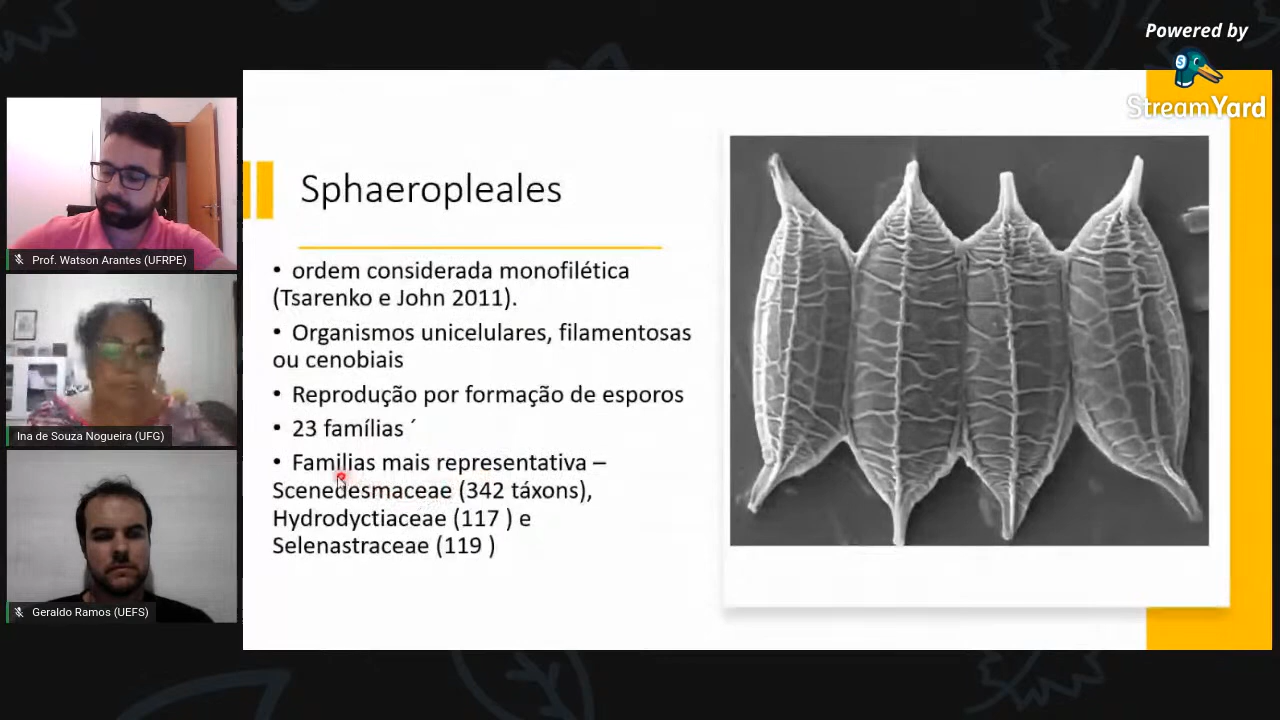 Powered by
StreamYard
Prof. Watson Arantes (UFRPE)
Ina de Souza Nogueira (UFG)
Geraldo Ramos (UEFS)
Sphaeropleales
• ordem considerada monofilética
(Tsarenko e John 2011).
• Organismos unicelulares, filamentosas
ou cenobiais
• Reprodução por formação de esporos
• 23 famílias ´
• Familias mais representativa –
Scenedesmaceae (342 táxons),
Hydrodyctiaceae (117 ) e
Selenastraceae (119 )